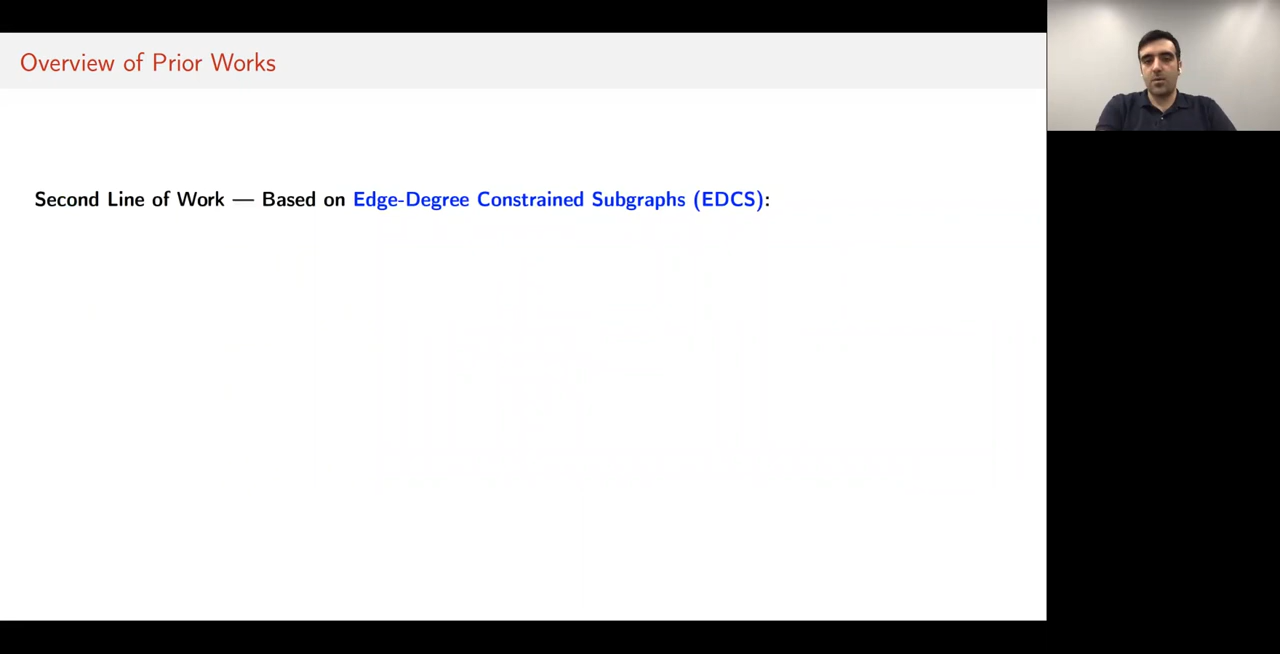 Overview of Prior Works
Second Line of Work — Based on Edge-Degree Constrained Subgraphs (EDCS):